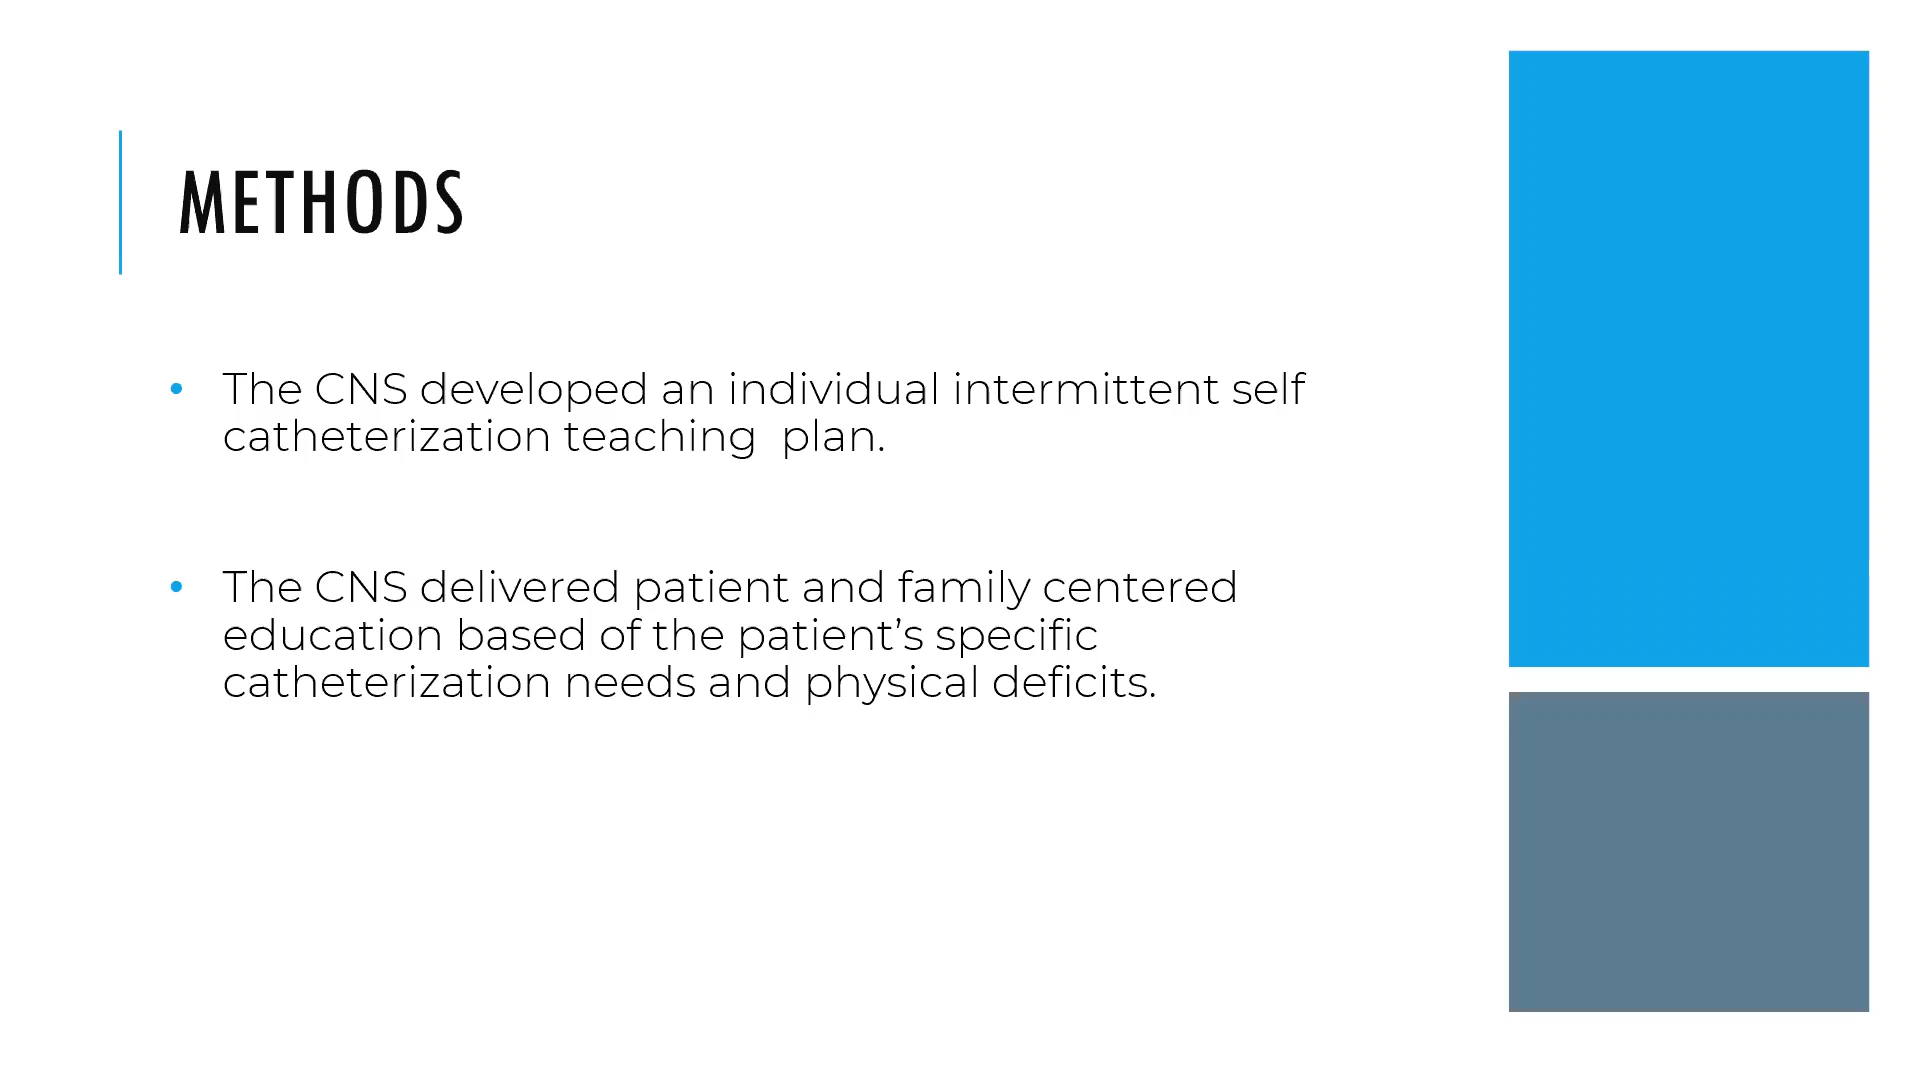 METHODS
• The CNS developed an individual intermittent self
catheterization teaching  plan.
• The CNS delivered patient and family centered
education based of the patient’s specific
catheterization needs and physical deficits.